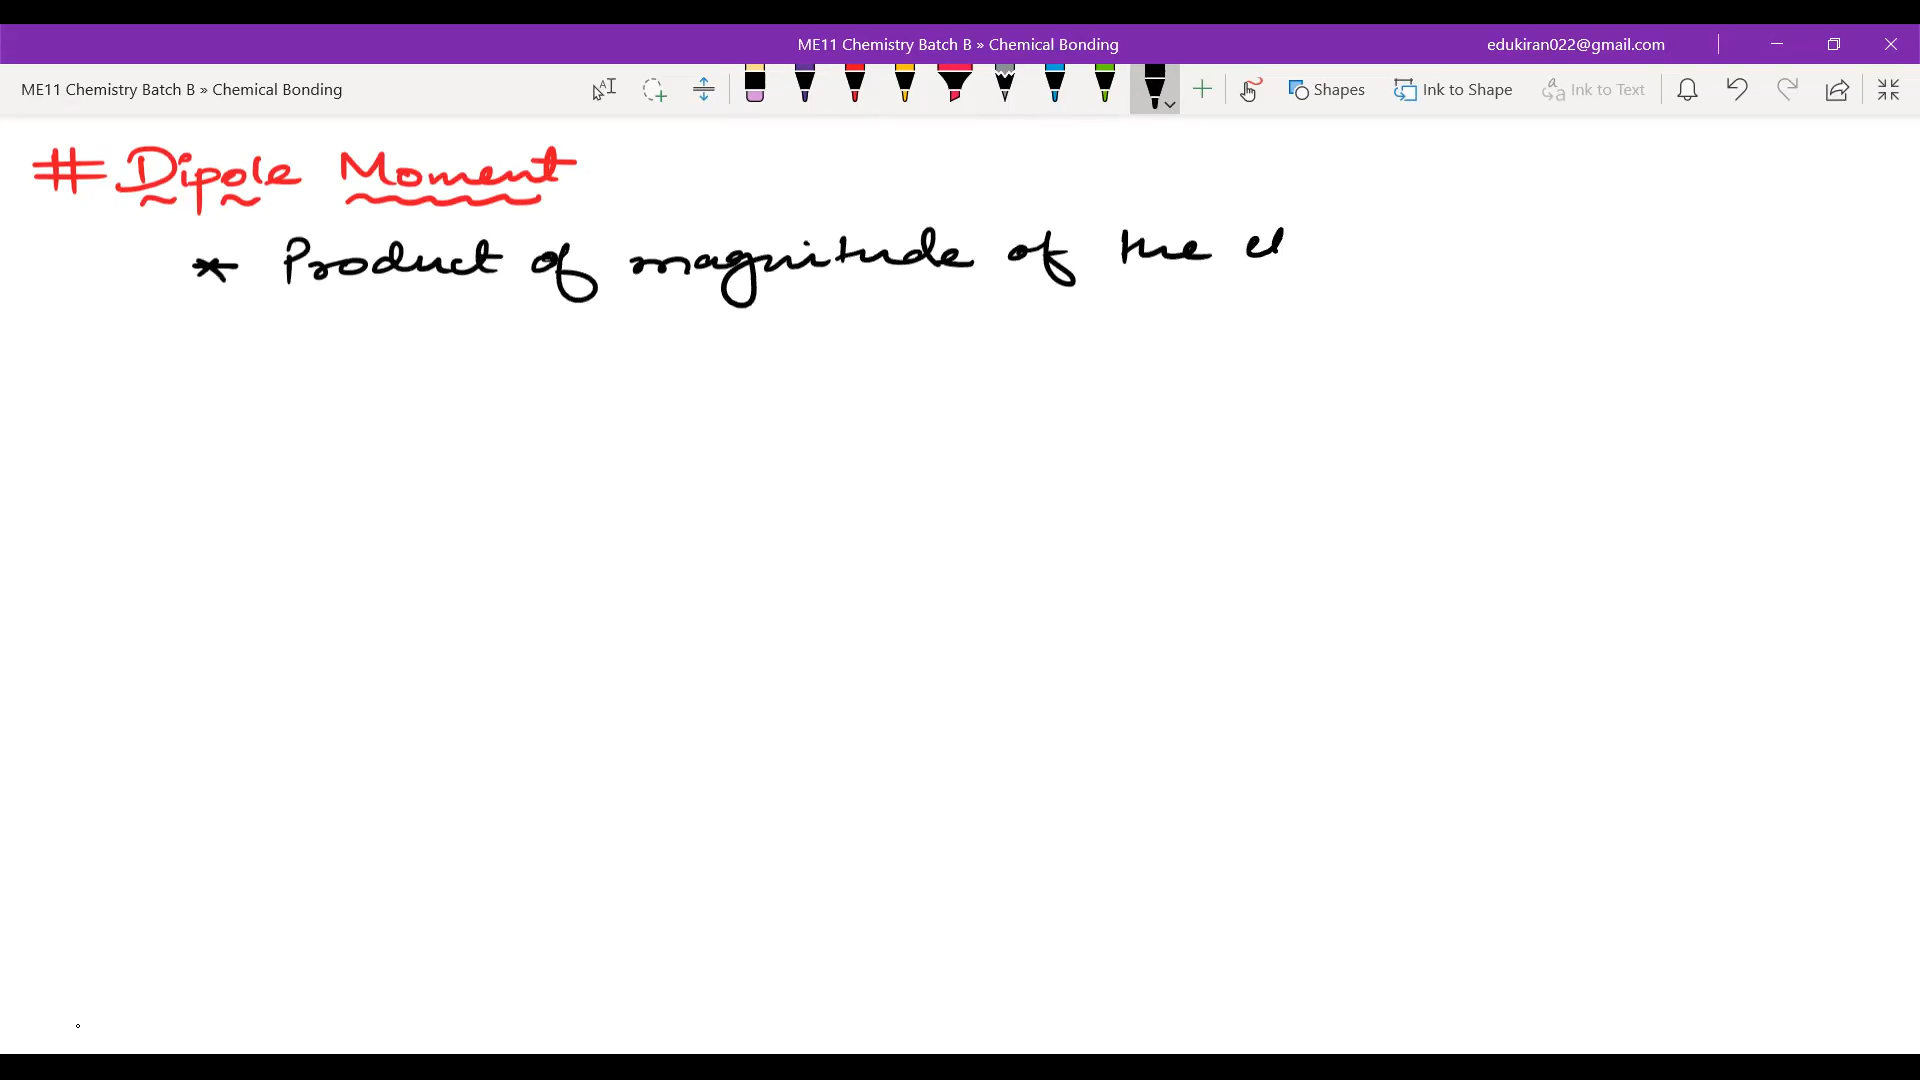 ME11 Chemistry Batch B » Chemical Bonding
edukiran022@gmail.com
ME11 Chemistry Batch B » Chemical Bonding
Shapes
Ink to Shape
Ink to Text
# Dipole Moment
* Product of magnitude of the